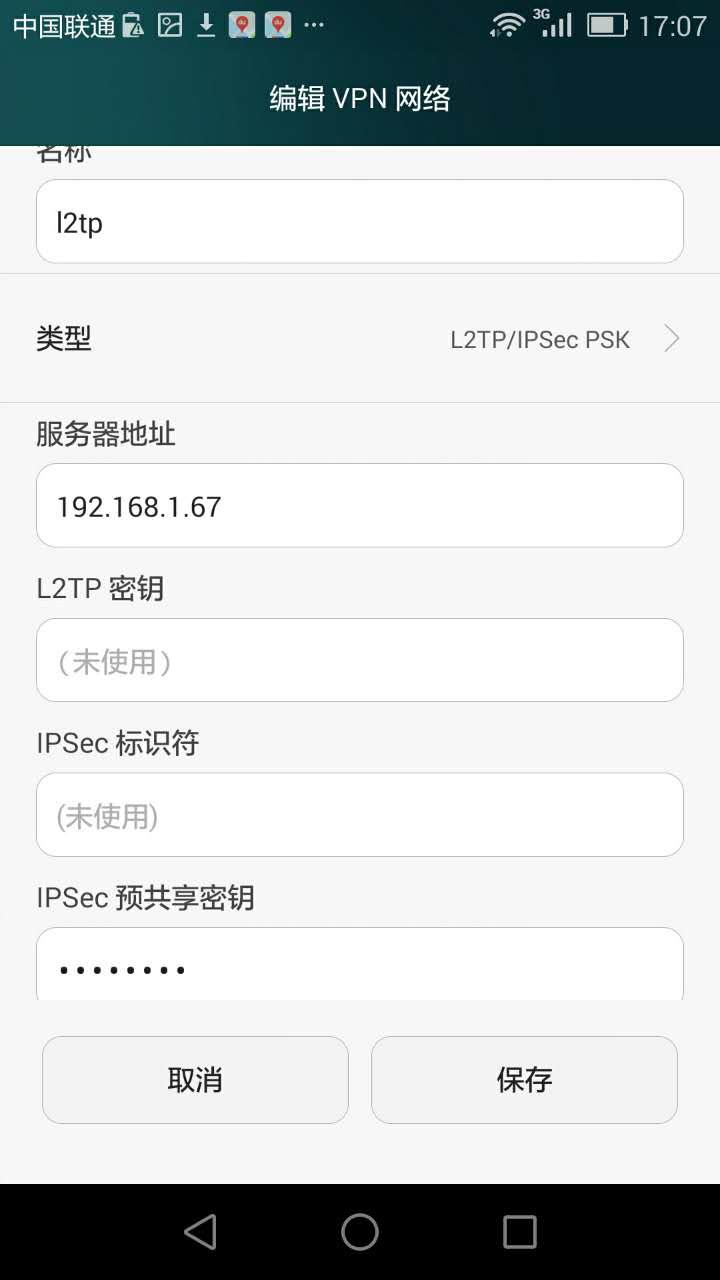 中国联通 3G 17:07
编辑 VPN 网络
名称
l2tp
类型 L2TP/IPSec PSK
服务器地址
192.168.1.67
L2TP 密钥
（未使用）
IPSec 标识符
(未使用)
IPSec 预共享密钥
••••••••
取消 保存